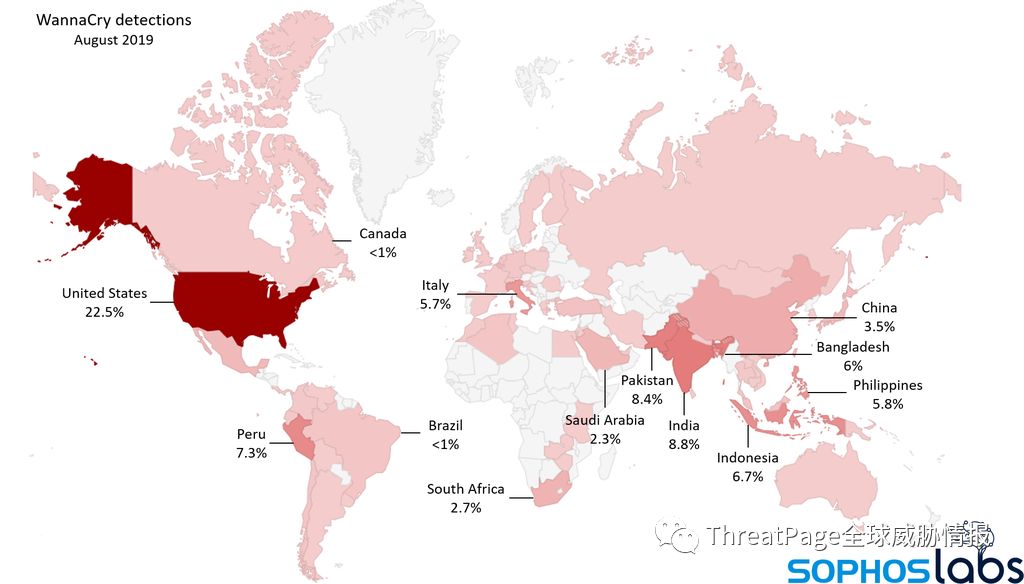 WannaCry detections
August 2019
Canada
<1%
United States
22.5%
Italy
5.7%
China
3.5%
Bangladesh
6%
Pakistan
8.4%
Philippines
5.8%
Saudi Arabia
2.3%
India
8.8%
Brazil
<1%
Peru
7.3%
Indonesia
6.7%
South Africa
2.7%
ThreatPage全球威胁情报
SOPHOSlabs